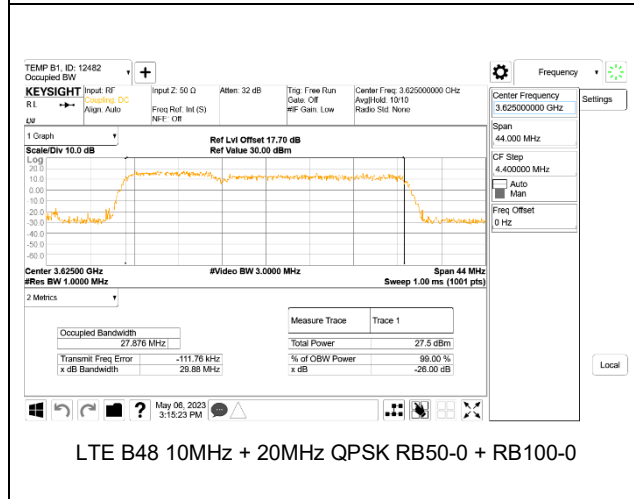 TEMP B1, ID: 12482
Occupied BW
Frequency
KEYSIGHT Input: RF Input Z: 50 Ω Atten: 32 dB Trig: Free Run Center Freq: 3.625000000 GHz
Coupling: DC Gate: Off Avg|Hold: 10/10
RL Align: Auto Freq Ref: Int (S) #IF Gain: Low Radio Std: None
NFE: Off
Center Frequency
3.625000000 GHz
Settings
Span
44.000 MHz
CF Step
4.400000 MHz
Auto
Man
Freq Offset
0 Hz
Local
1 Graph
Ref Lvl Offset 17.70 dB
Scale/Div 10.0 dB Ref Value 30.00 dBm
Log
20.0
10.0
0.00
-10.0
-20.0
-30.0
-40.0
-50.0
-60.0
Center 3.62500 GHz #Video BW 3.0000 MHz Span 44 MHz
#Res BW 1.0000 MHz Sweep 1.00 ms (1001 pts)
2 Metrics
Measure Trace Trace 1
Occupied Bandwidth
27.876 MHz Total Power 27.5 dBm
Transmit Freq Error -111.76 kHz % of OBW Power 99.00 %
x dB Bandwidth 29.88 MHz x dB -26.00 dB
May 06, 2023
3:15:23 PM
LTE B48 10MHz + 20MHz QPSK RB50-0 + RB100-0